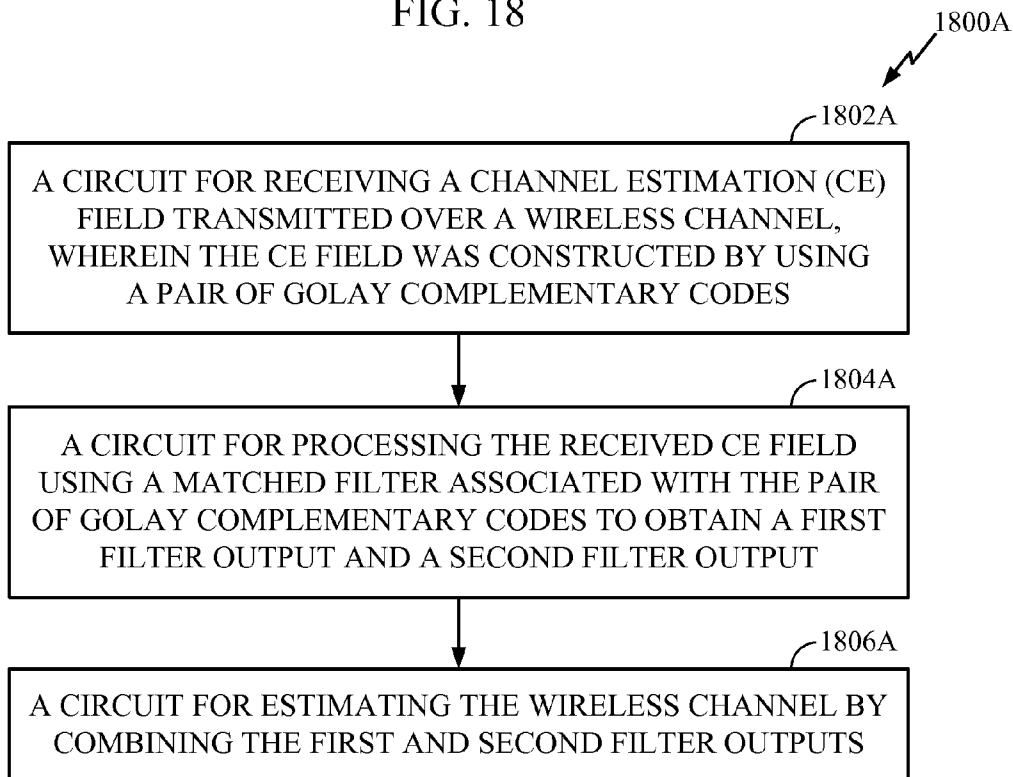 FIG. 18
1800A
1802A
A CIRCUIT FOR RECEIVING A CHANNEL ESTIMATION (CE)
FIELD TRANSMITTED OVER A WIRELESS CHANNEL,
WHEREIN THE CE FIELD WAS CONSTRUCTED BY USING
A PAIR OF GOLAY COMPLEMENTARY CODES
1804A
A CIRCUIT FOR PROCESSING THE RECEIVED CE FIELD
USING A MATCHED FILTER ASSOCIATED WITH THE PAIR
OF GOLAY COMPLEMENTARY CODES TO OBTAIN A FIRST
FILTER OUTPUT AND A SECOND FILTER OUTPUT
1806A
A CIRCUIT FOR ESTIMATING THE WIRELESS CHANNEL BY
COMBINING THE FIRST AND SECOND FILTER OUTPUTS